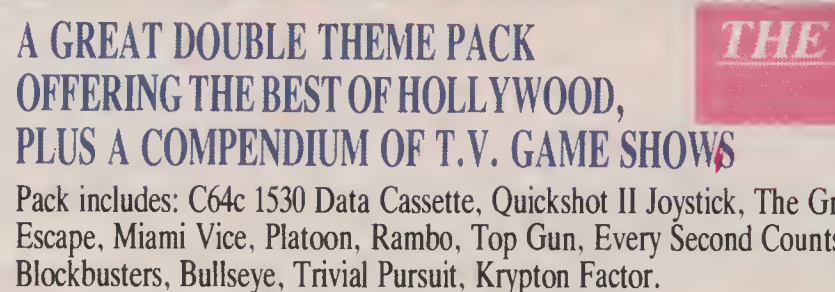 A GREAT DOUBLE THEME PACK
THE
OFFERING THE BEST OF HOLLYWOOD,
PLUS A COMPENDIUM OF T.V. GAME SHOWS
Pack includes: C64c 1530 Data Cassette, Quickshot II Joystick, The Gr
Escape, Miami Vice, Platoon, Rambo, Top Gun, Every Second Counts
Blockbusters, Bullseye, Trivial Pursuit, Krypton Factor.